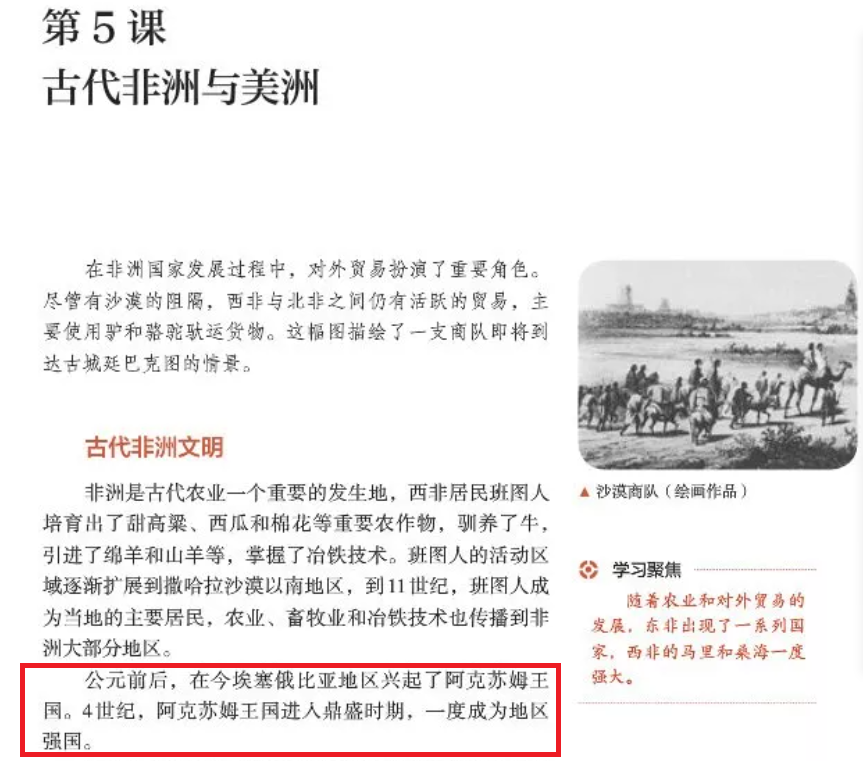 第 5 课
古代非洲与美洲
在非洲国家发展过程中，对外贸易扮演了重要角色。
尽管有沙漠的阻隔，西非与北非之间仍有活跃的贸易，主
要使用驴和骆驼驮运货物。这幅图描绘了一支商队即将到
达古城廷巴克图的情景。
古代非洲文明
非洲是古代农业一个重要的发生地，西非居民班图人
培育出了甜高粱、西瓜和棉花等重要农作物，驯养了牛，
引进了绵羊和山羊等，掌握了冶铁技术。班图人的活动区
域逐渐扩展到撒哈拉沙漠以南地区，到11世纪，班图人成
为当地的主要居民，农业、畜牧业和冶铁技术也传播到非
洲大部分地区。
公元前后，在今埃塞俄比亚地区兴起了阿克苏姆王
国。4世纪，阿克苏姆王国进入鼎盛时期，一度成为地区
强国。
▲ 沙漠商队（绘画作品）
学习聚焦
随着农业和对外贸易的
发展，东非出现了一系列国
家，西非的马里和桑海一度
强大。